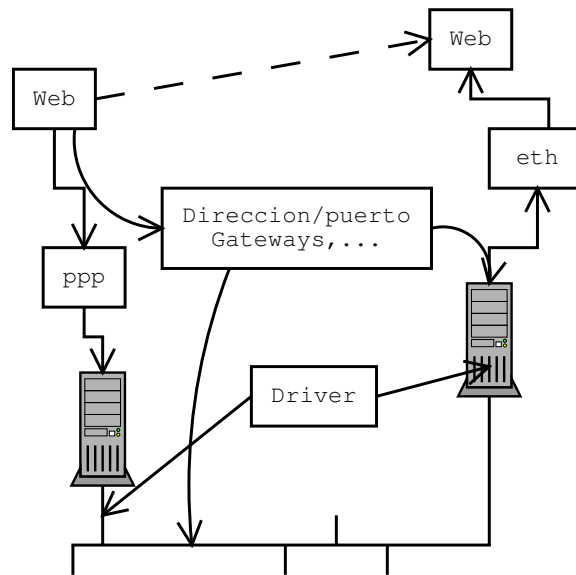 Web
Web
eth
Direccion/puerto
Gateways,...
ppp
Driver